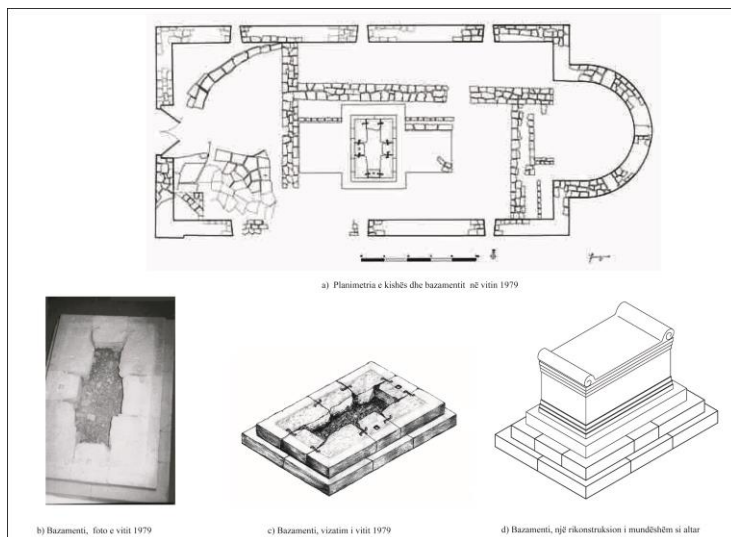 a) Planimetria e kishës dhe bazamentit në vitin 1979
b) Bazamenti, foto e vitit 1979
c) Bazamenti, vizatim i vitit 1979
d) Bazamenti, një rikonstruksion i mundëshëm si altar